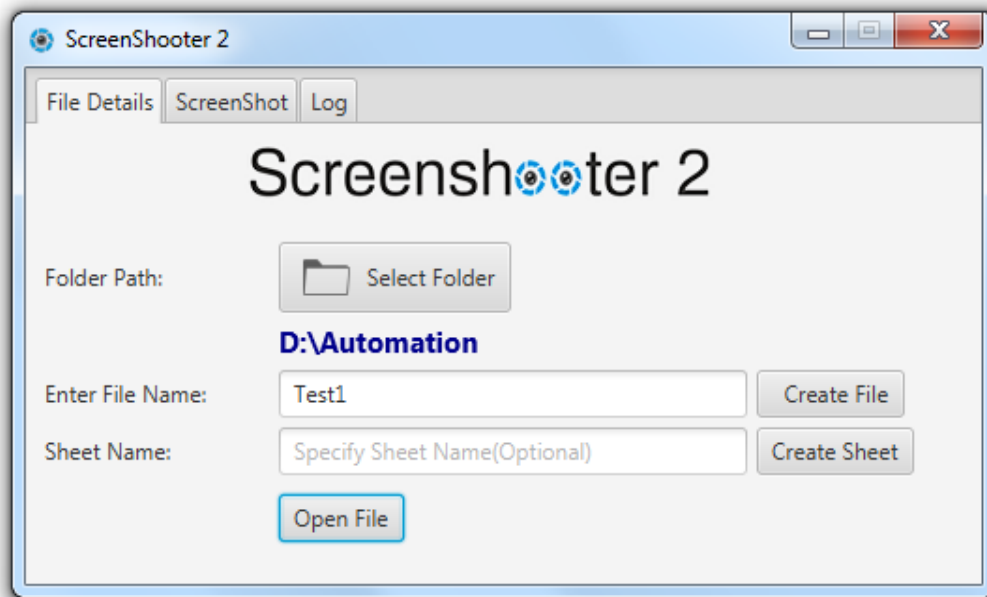 ScreenShooter 2
File Details ScreenShot Log
Screenshooter 2
Folder Path: Select Folder
D:\Automation
Enter File Name: Test1 Create File
Sheet Name: Specify Sheet Name(Optional) Create Sheet
Open File